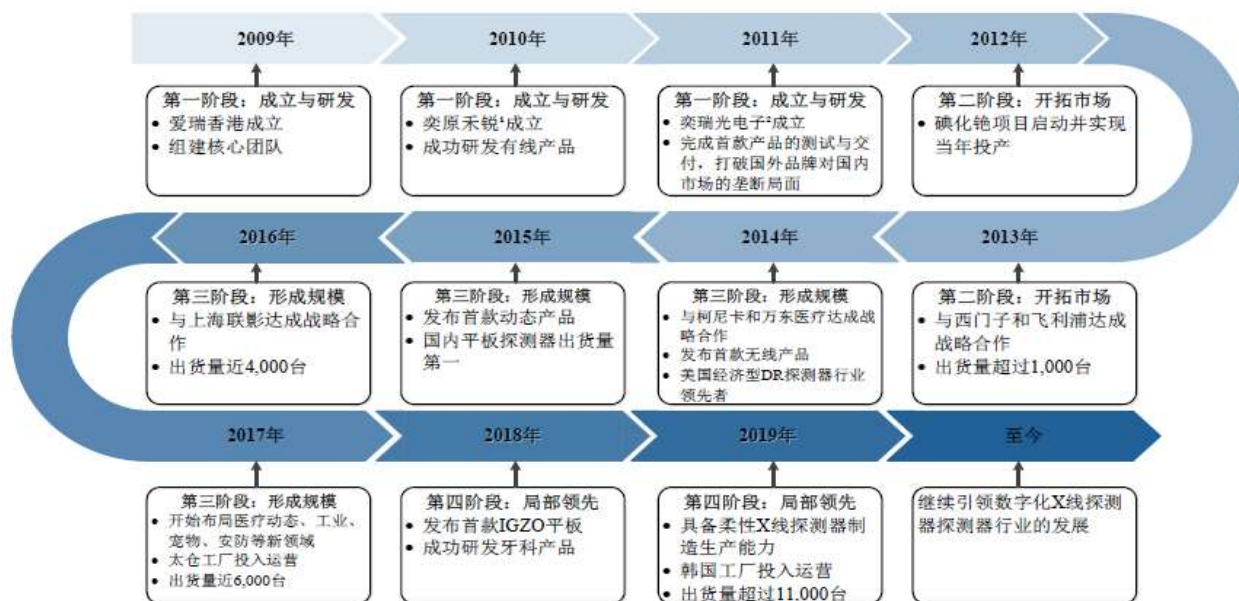 2009年
2010年
2011年
2012年
第一阶段：成立与研发
• 爱瑞香港成立
• 组建核心团队
第一阶段：成立与研发
• 奕原禾锐¹成立
• 成功研发有线产品
第一阶段：成立与研发
• 奕瑞光电子²成立
• 完成首款产品的测试与交
付，打破国外品牌对国内
市场的垄断局面
第二阶段：开拓市场
• 碘化铯项目启动并实现
当年投产
2016年
2015年
2014年
2013年
第三阶段：形成规模
• 与上海联影达成战略合
作
• 出货量近4,000台
第三阶段：形成规模
• 发布首款动态产品
• 国内平板探测器出货量
第一
第三阶段：形成规模
• 与柯尼卡和万东医疗达成战
略合作
• 发布首款无线产品
• 美国经济型DR探测器行业
领先者
第二阶段：开拓市场
• 与西门子和飞利浦达成
战略合作
• 出货量超过1,000台
2017年
2018年
2019年
至今
第三阶段：形成规模
• 开始布局医疗动态、工业、
宠物、安防等新领域
• 太仓工厂投入运营
• 出货量近6,000台
第四阶段：局部领先
• 发布首款IGZO平板
• 成功研发牙科产品
第四阶段：局部领先
• 具备柔性X线探测器制
造生产能力
• 韩国工厂投入运营
• 出货量超过11,000台
继续引领数字化X线探测
器探测器行业的发展